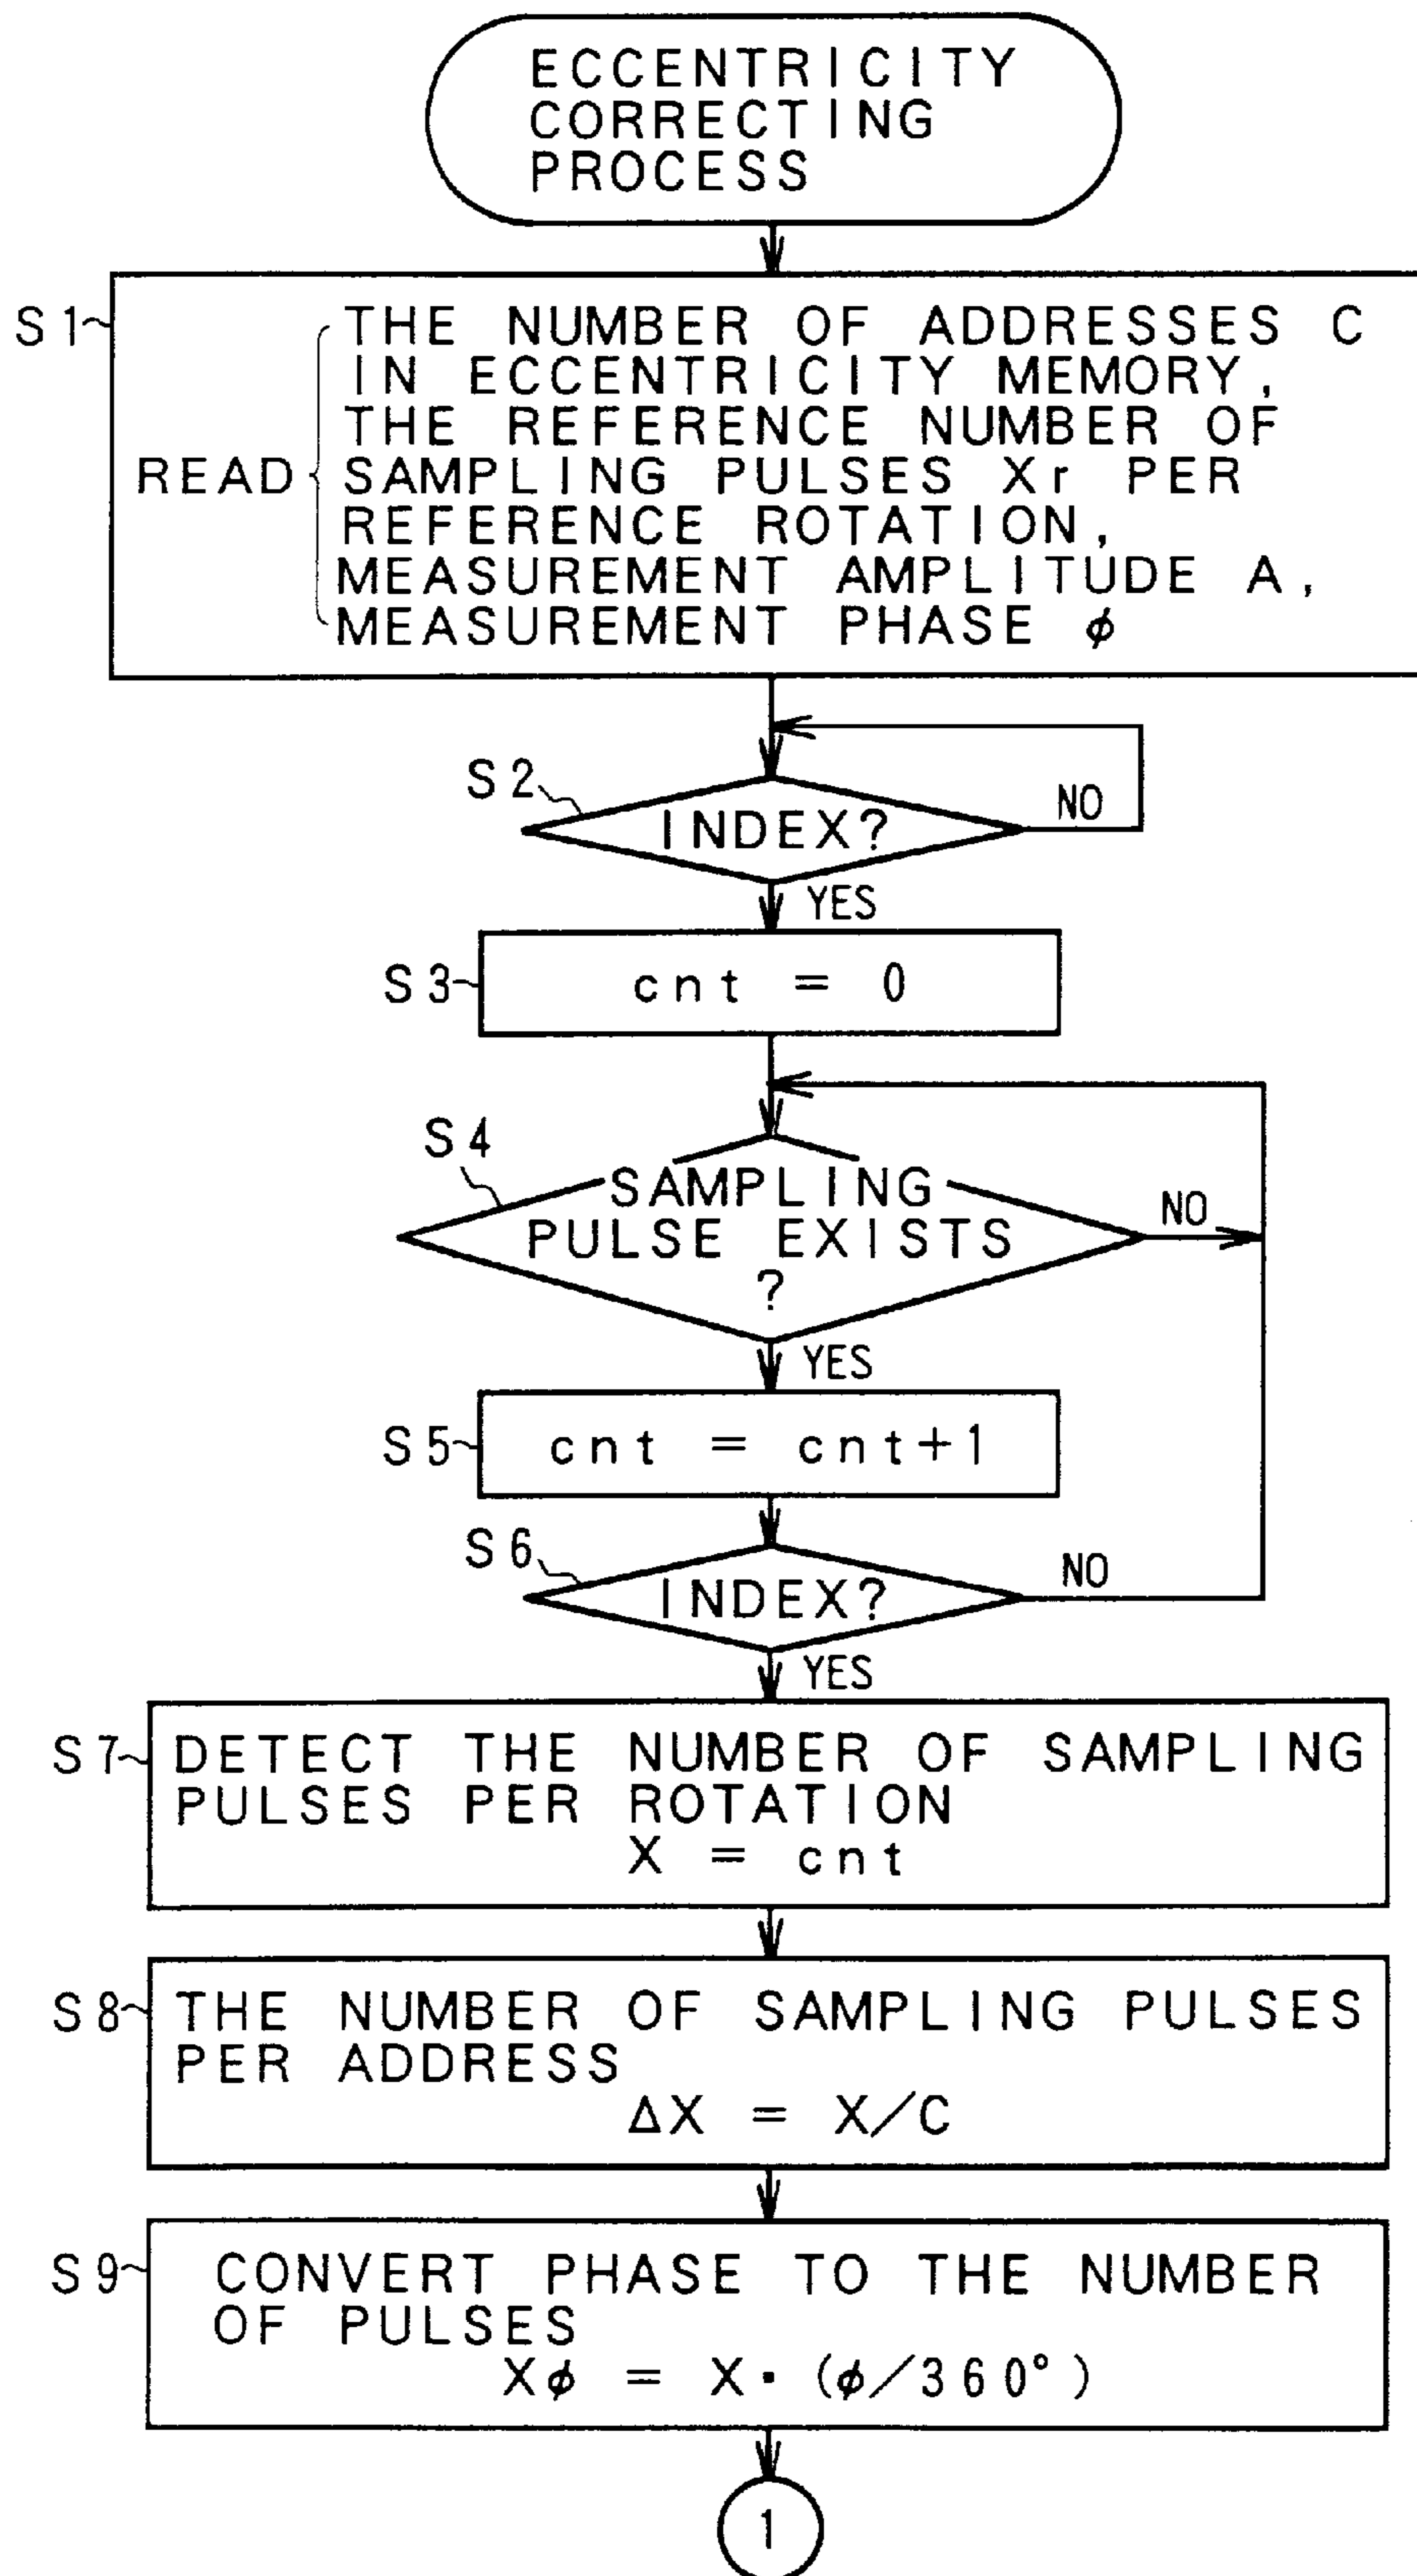 ECCENTRICITY
CORRECTING
PROCESS
S1
THE NUMBER OF ADDRESSES C
IN ECCENTRICITY MEMORY,
THE REFERENCE NUMBER OF
READ SAMPLING PULSES Xr PER
REFERENCE ROTATION,
MEASUREMENT AMPLITUDE A,
MEASUREMENT PHASE ϕ
S2
INDEX?
NO
YES
S3
cnt = 0
S4
SAMPLING
PULSE EXISTS
?
NO
YES
S5
cnt = cnt+1
S6
INDEX?
NO
YES
S7
DETECT THE NUMBER OF SAMPLING
PULSES PER ROTATION
X = cnt
S8
THE NUMBER OF SAMPLING PULSES
PER ADDRESS
ΔX = X/C
S9
CONVERT PHASE TO THE NUMBER
OF PULSES
Xϕ = X·(ϕ/360°)
1